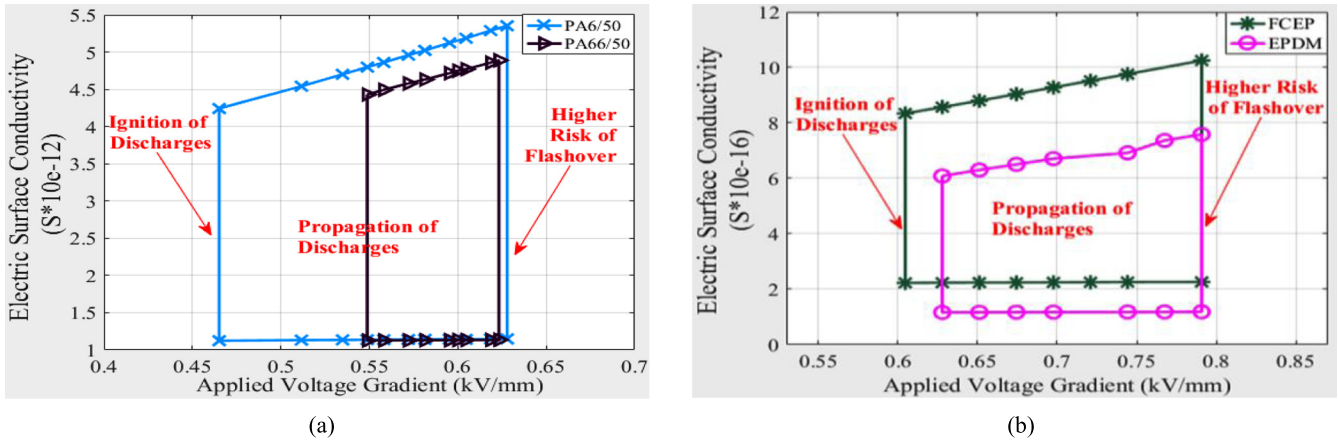 5.5
5
4.5
4
3.5
3
2.5
2
1.5
1
0.4
0.45
0.5
0.55
0.6
0.65
0.7
Electric Surface Conductivity
(S*10e-12)
Applied Voltage Gradient (kV/mm)
PA6/50
PA66/50
Ignition of
Discharges
Propagation of
Discharges
Higher
Risk of
Flashover
(a)
12
10
8
6
4
2
0
0.55
0.6
0.65
0.7
0.75
0.8
0.85
Electric Surface Conductivity
(S*10e-16)
Applied Voltage Gradient (kV/mm)
FCEP
EPDM
Ignition of
Discharges
Propagation of
Discharges
Higher Risk
of Flashover
(b)